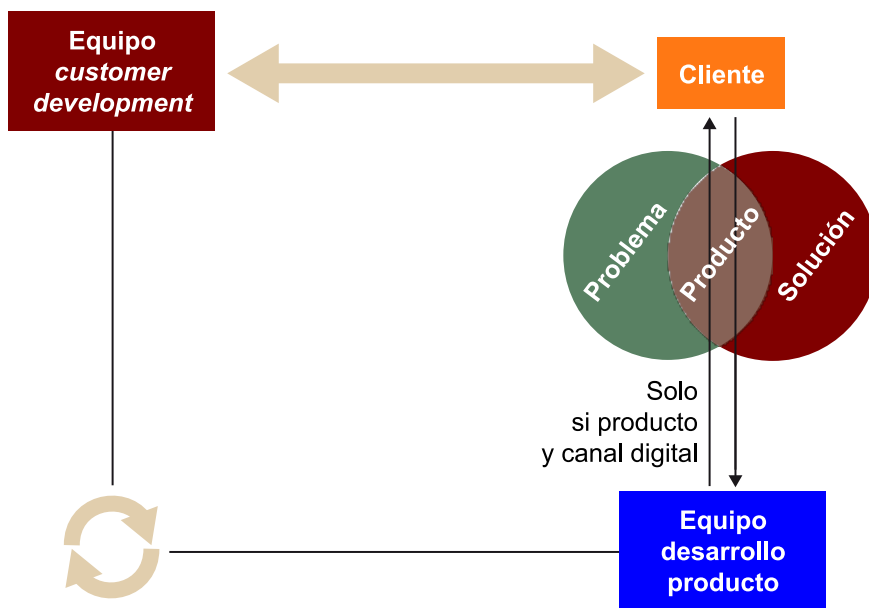 Equipo
customer
development
Cliente
Problema
Producto
Solución
Solo
si producto
y canal digital
Equipo
desarrollo
producto